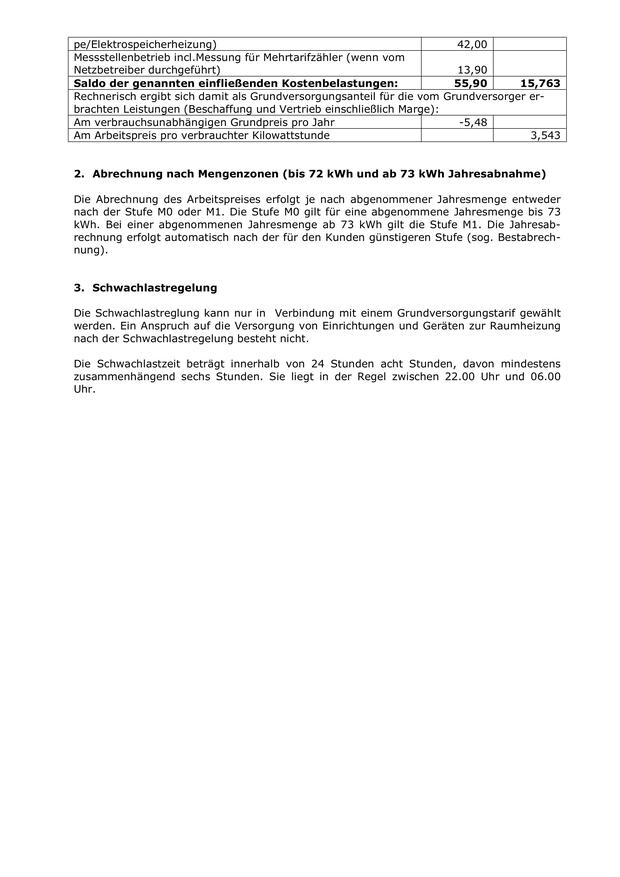 pe/Elektrospeicherheizung) 42,00
Messstellenbetrieb incl.Messung für Mehrtarifzähler (wenn vom
Netzbetreiber durchgeführt) 13,90
Saldo der genannten einfließenden Kostenbelastungen: 55,90 15,763
Rechnerisch ergibt sich damit als Grundversorgungsanteil für die vom Grundversorger er-
brachten Leistungen (Beschaffung und Vertrieb einschließlich Marge):
Am verbrauchsunabhängigen Grundpreis pro Jahr -5,48
Am Arbeitspreis pro verbrauchter Kilowattstunde 3,543
2. Abrechnung nach Mengenzonen (bis 72 kWh und ab 73 kWh Jahresabnahme)
Die Abrechnung des Arbeitspreises erfolgt je nach abgenommener Jahresmenge entweder
nach der Stufe M0 oder M1. Die Stufe M0 gilt für eine abgenommene Jahresmenge bis 73
kWh. Bei einer abgenommenen Jahresmenge ab 73 kWh gilt die Stufe M1. Die Jahresab-
rechnung erfolgt automatisch nach der für den Kunden günstigeren Stufe (sog. Bestabrech-
nung).
3. Schwachlastregelung
Die Schwachlastreglung kann nur in Verbindung mit einem Grundversorgungstarif gewählt
werden. Ein Anspruch auf die Versorgung von Einrichtungen und Geräten zur Raumheizung
nach der Schwachlastregelung besteht nicht.
Die Schwachlastzeit beträgt innerhalb von 24 Stunden acht Stunden, davon mindestens
zusammenhängend sechs Stunden. Sie liegt in der Regel zwischen 22.00 Uhr und 06.00
Uhr.